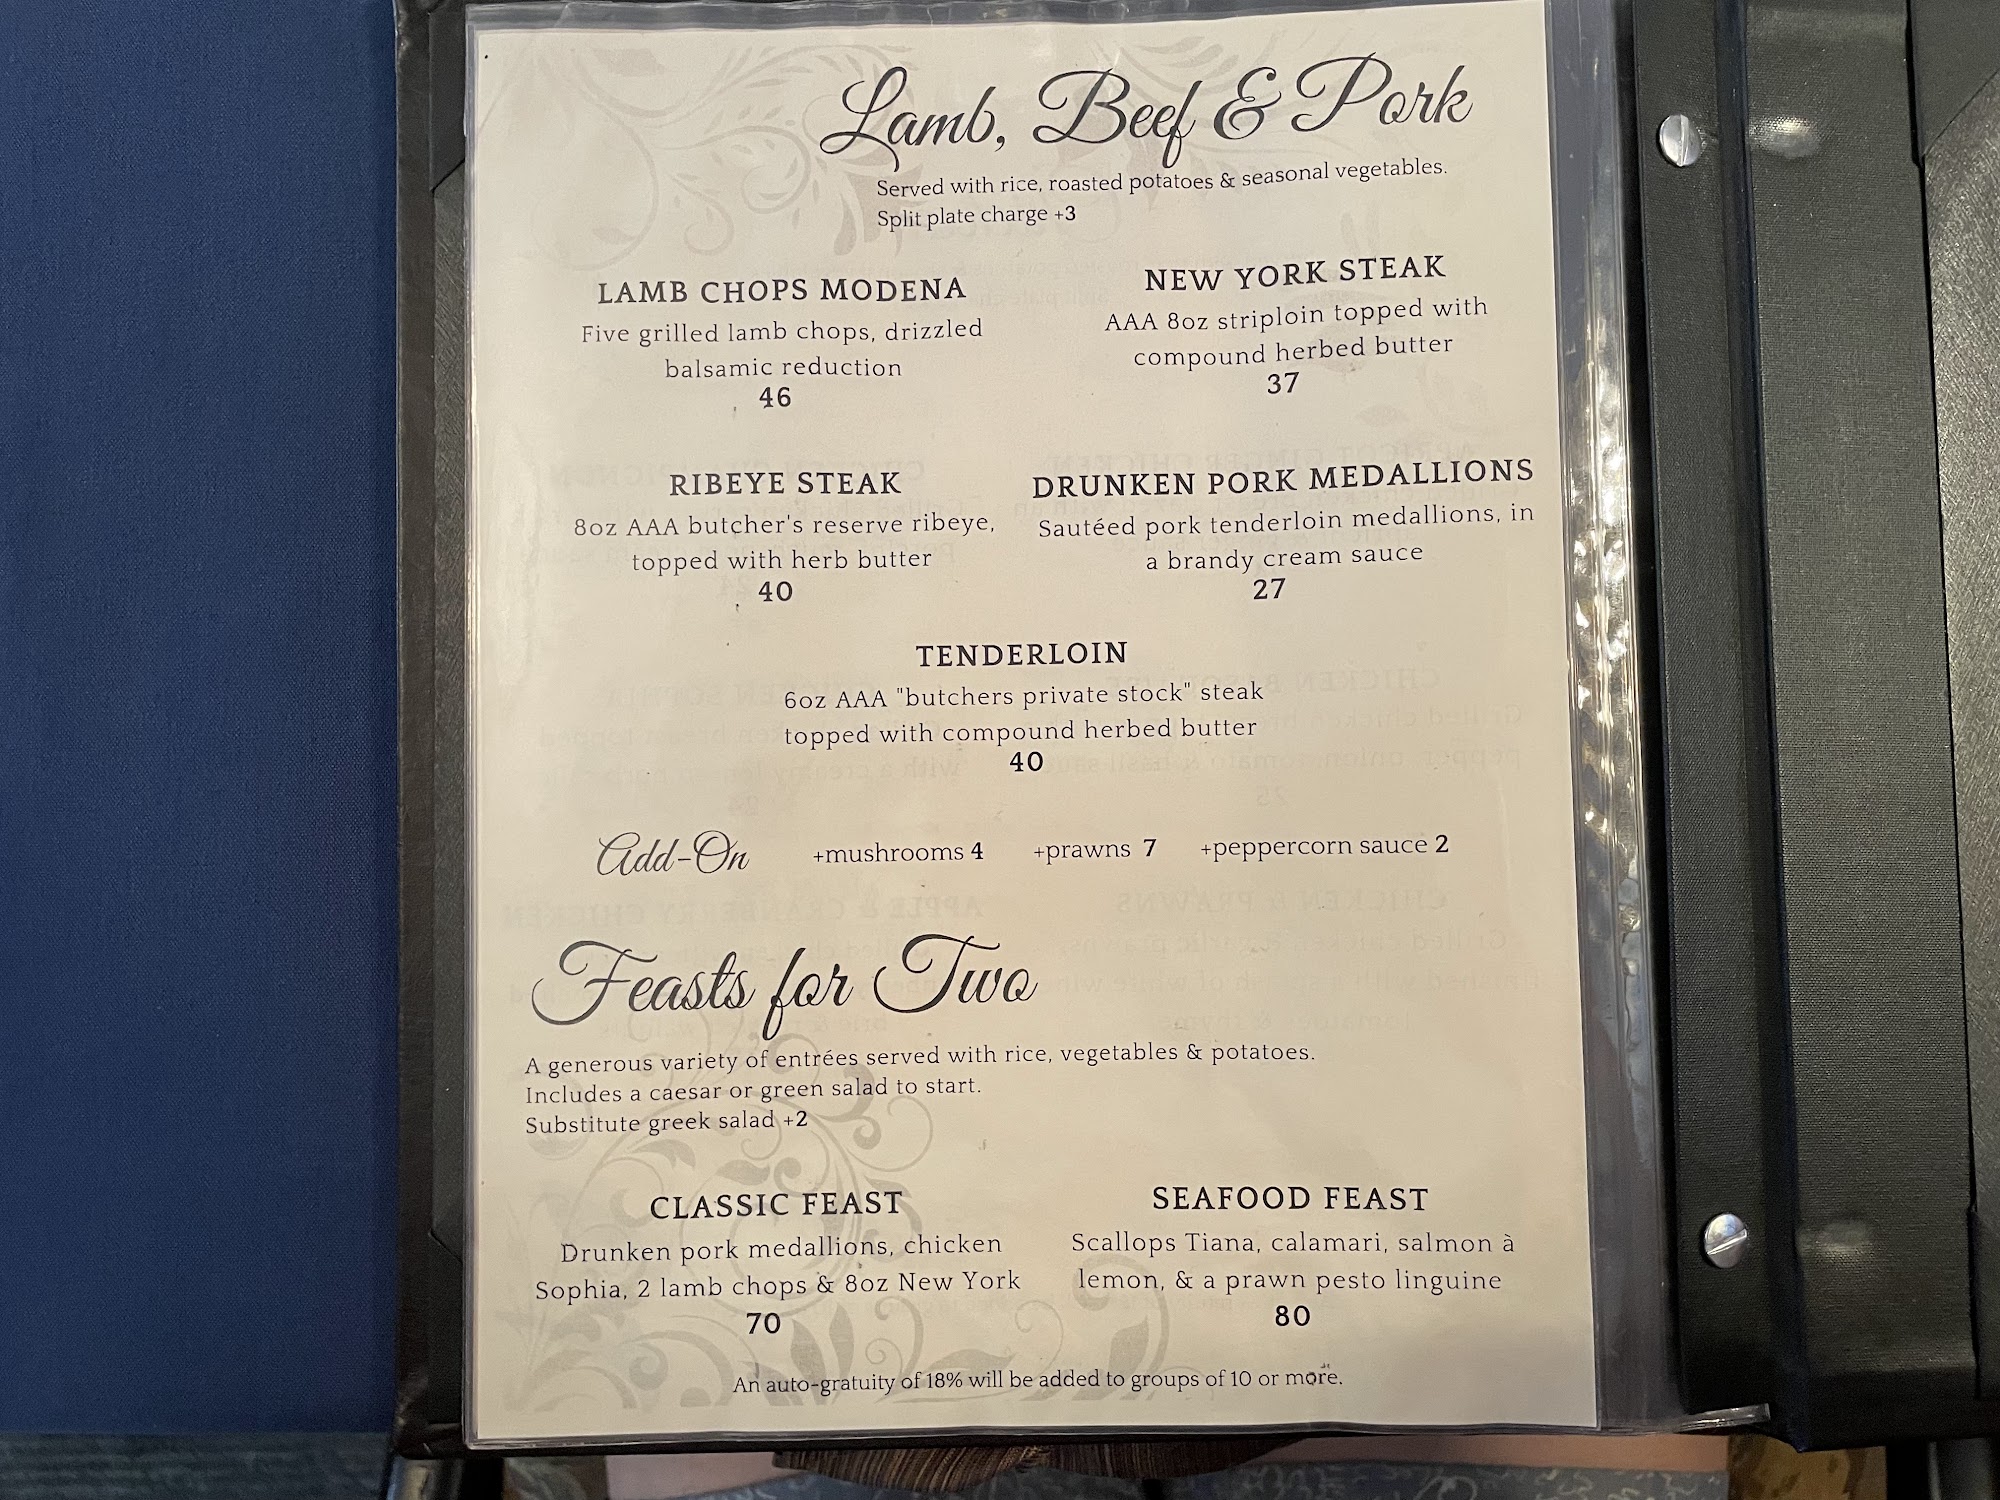 Lamb, Beef & Pork
Served with rice, roasted potatoes & seasonal vegetables.
Split plate charge +3
LAMB CHOPS MODENA
Five grilled lamb chops, drizzled
balsamic reduction
46
NEW YORK STEAK
AAA 8oz striploin topped with
compound herbed butter
37
RIBEYE STEAK
8oz AAA butcher's reserve ribeye,
topped with herb butter
40
DRUNKEN PORK MEDALLIONS
Sautéed pork tenderloin medallions, in
a brandy cream sauce
27
TENDERLOIN
6oz AAA "butchers private stock" steak
topped with compound herbed butter
40
Add-On +mushrooms 4 +prawns 7 +peppercorn sauce 2
Feasts for Two
A generous variety of entrées served with rice, vegetables & potatoes.
Includes a caesar or green salad to start.
Substitute greek salad +2
CLASSIC FEAST
Drunken pork medallions, chicken
Sophia, 2 lamb chops & 8oz New York
70
SEAFOOD FEAST
Scallops Tiana, calamari, salmon à
lemon, & a prawn pesto linguine
80
An auto-gratuity of 18% will be added to groups of 10 or more.